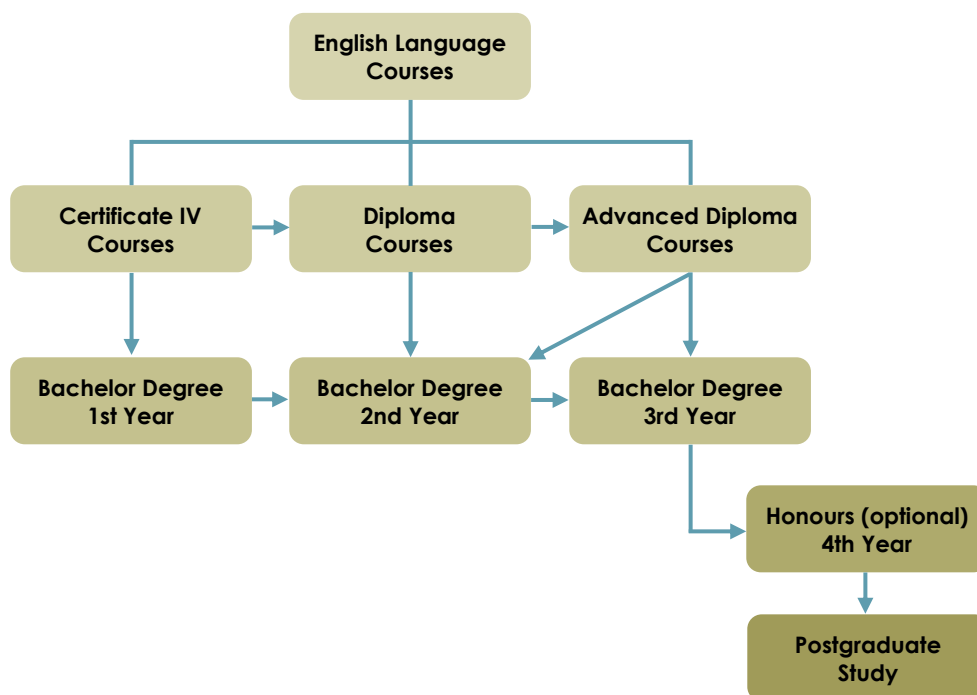 English Language
Courses
Certificate IV
Courses
Diploma
Courses
Advanced Diploma
Courses
Bachelor Degree
1st Year
Bachelor Degree
2nd Year
Bachelor Degree
3rd Year
Honours (optional)
4th Year
Postgraduate
Study